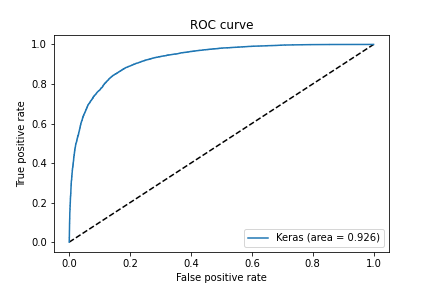 ROC curve
1.0
0.8
0.6
0.4
0.2
0.0
True positive rate
Keras (area = 0.926)
0.0 0.2 0.4 0.6 0.8 1.0
False positive rate